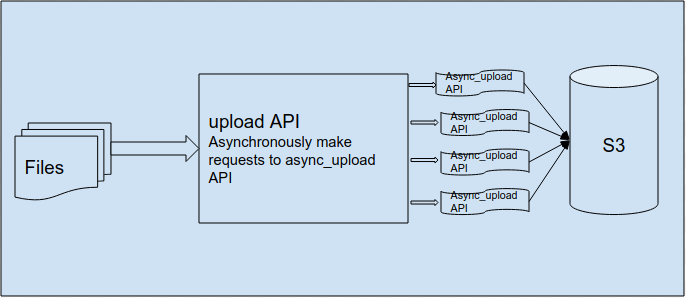 Files
upload API
Asynchronously make
requests to async_upload
API
Async_upload
API
Async_upload
API
Async_upload
API
Async_upload
API
S3